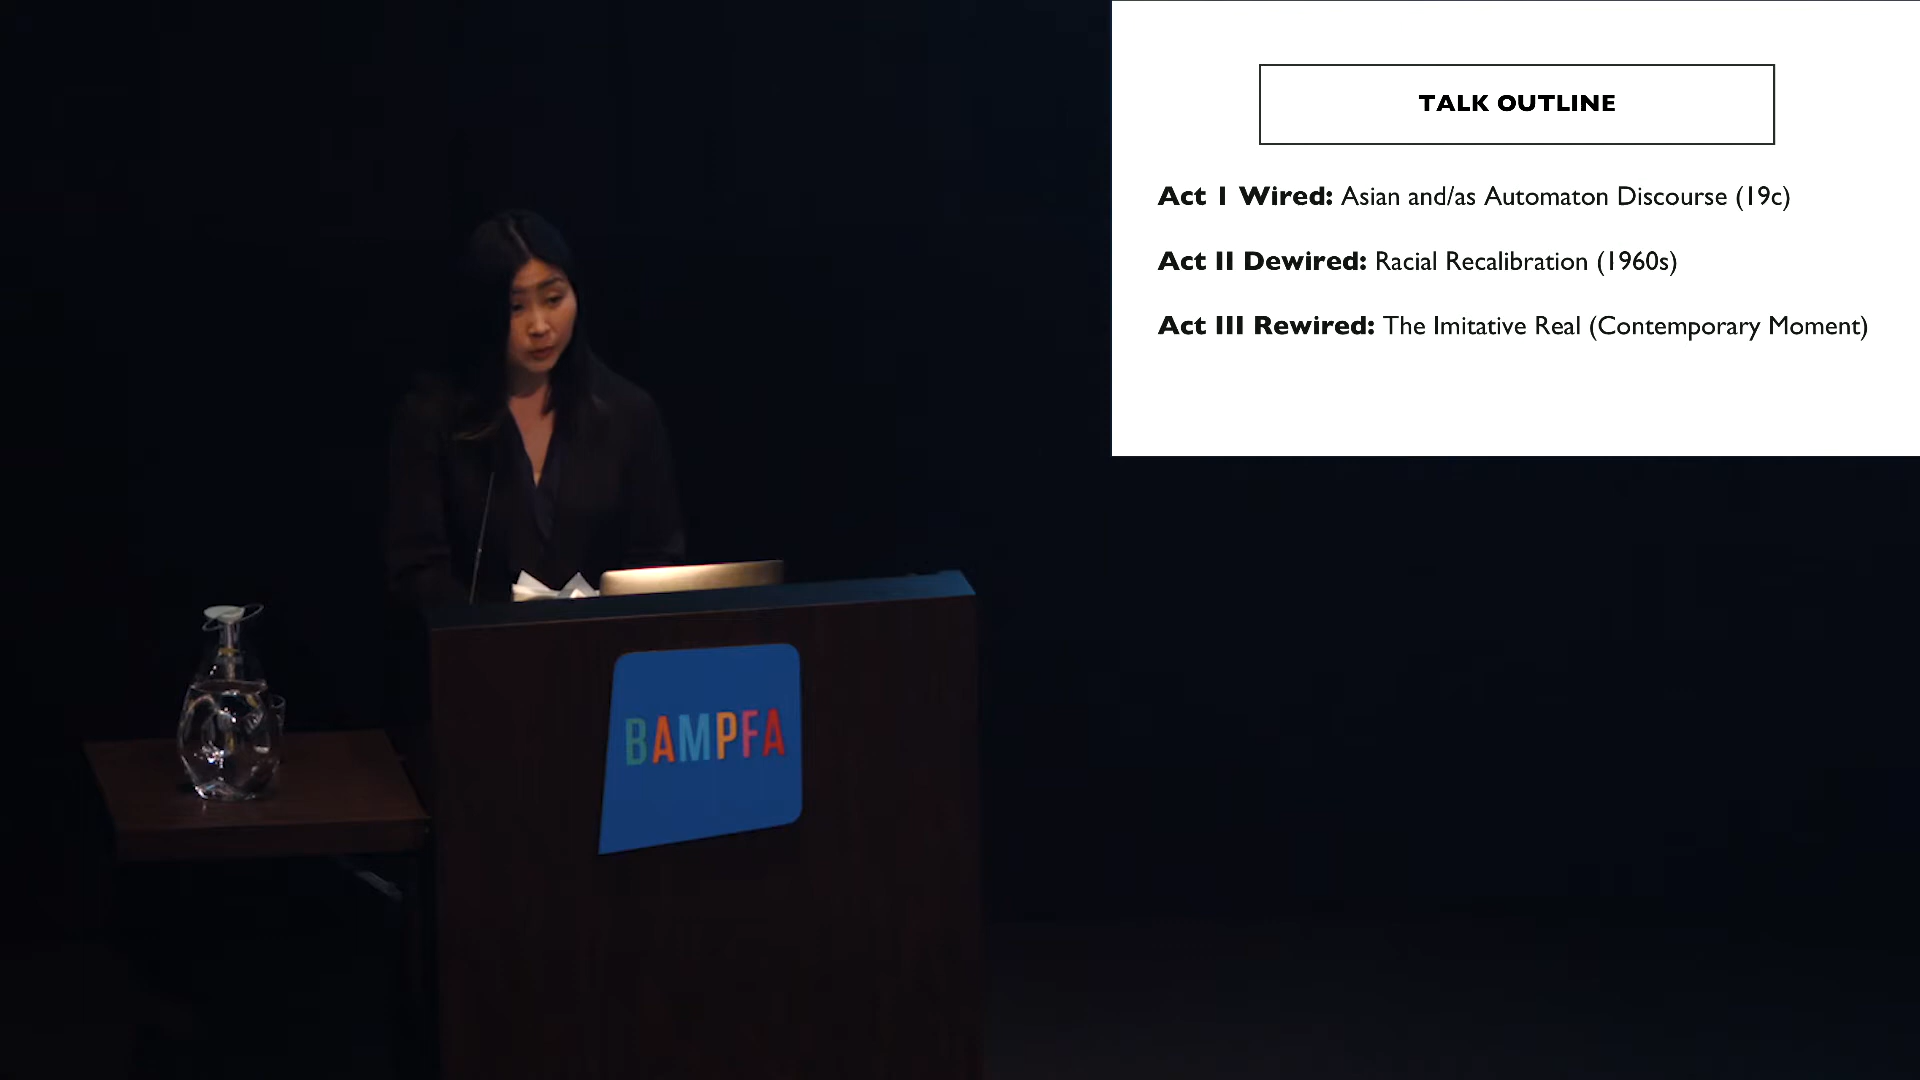 TALK OUTLINE
Act 1 Wired: Asian and/as Automaton Discourse (19c)
Act II Dewired: Racial Recalibration (1960s)
Act III Rewired: The Imitative Real (Contemporary Moment)
BAMPFA